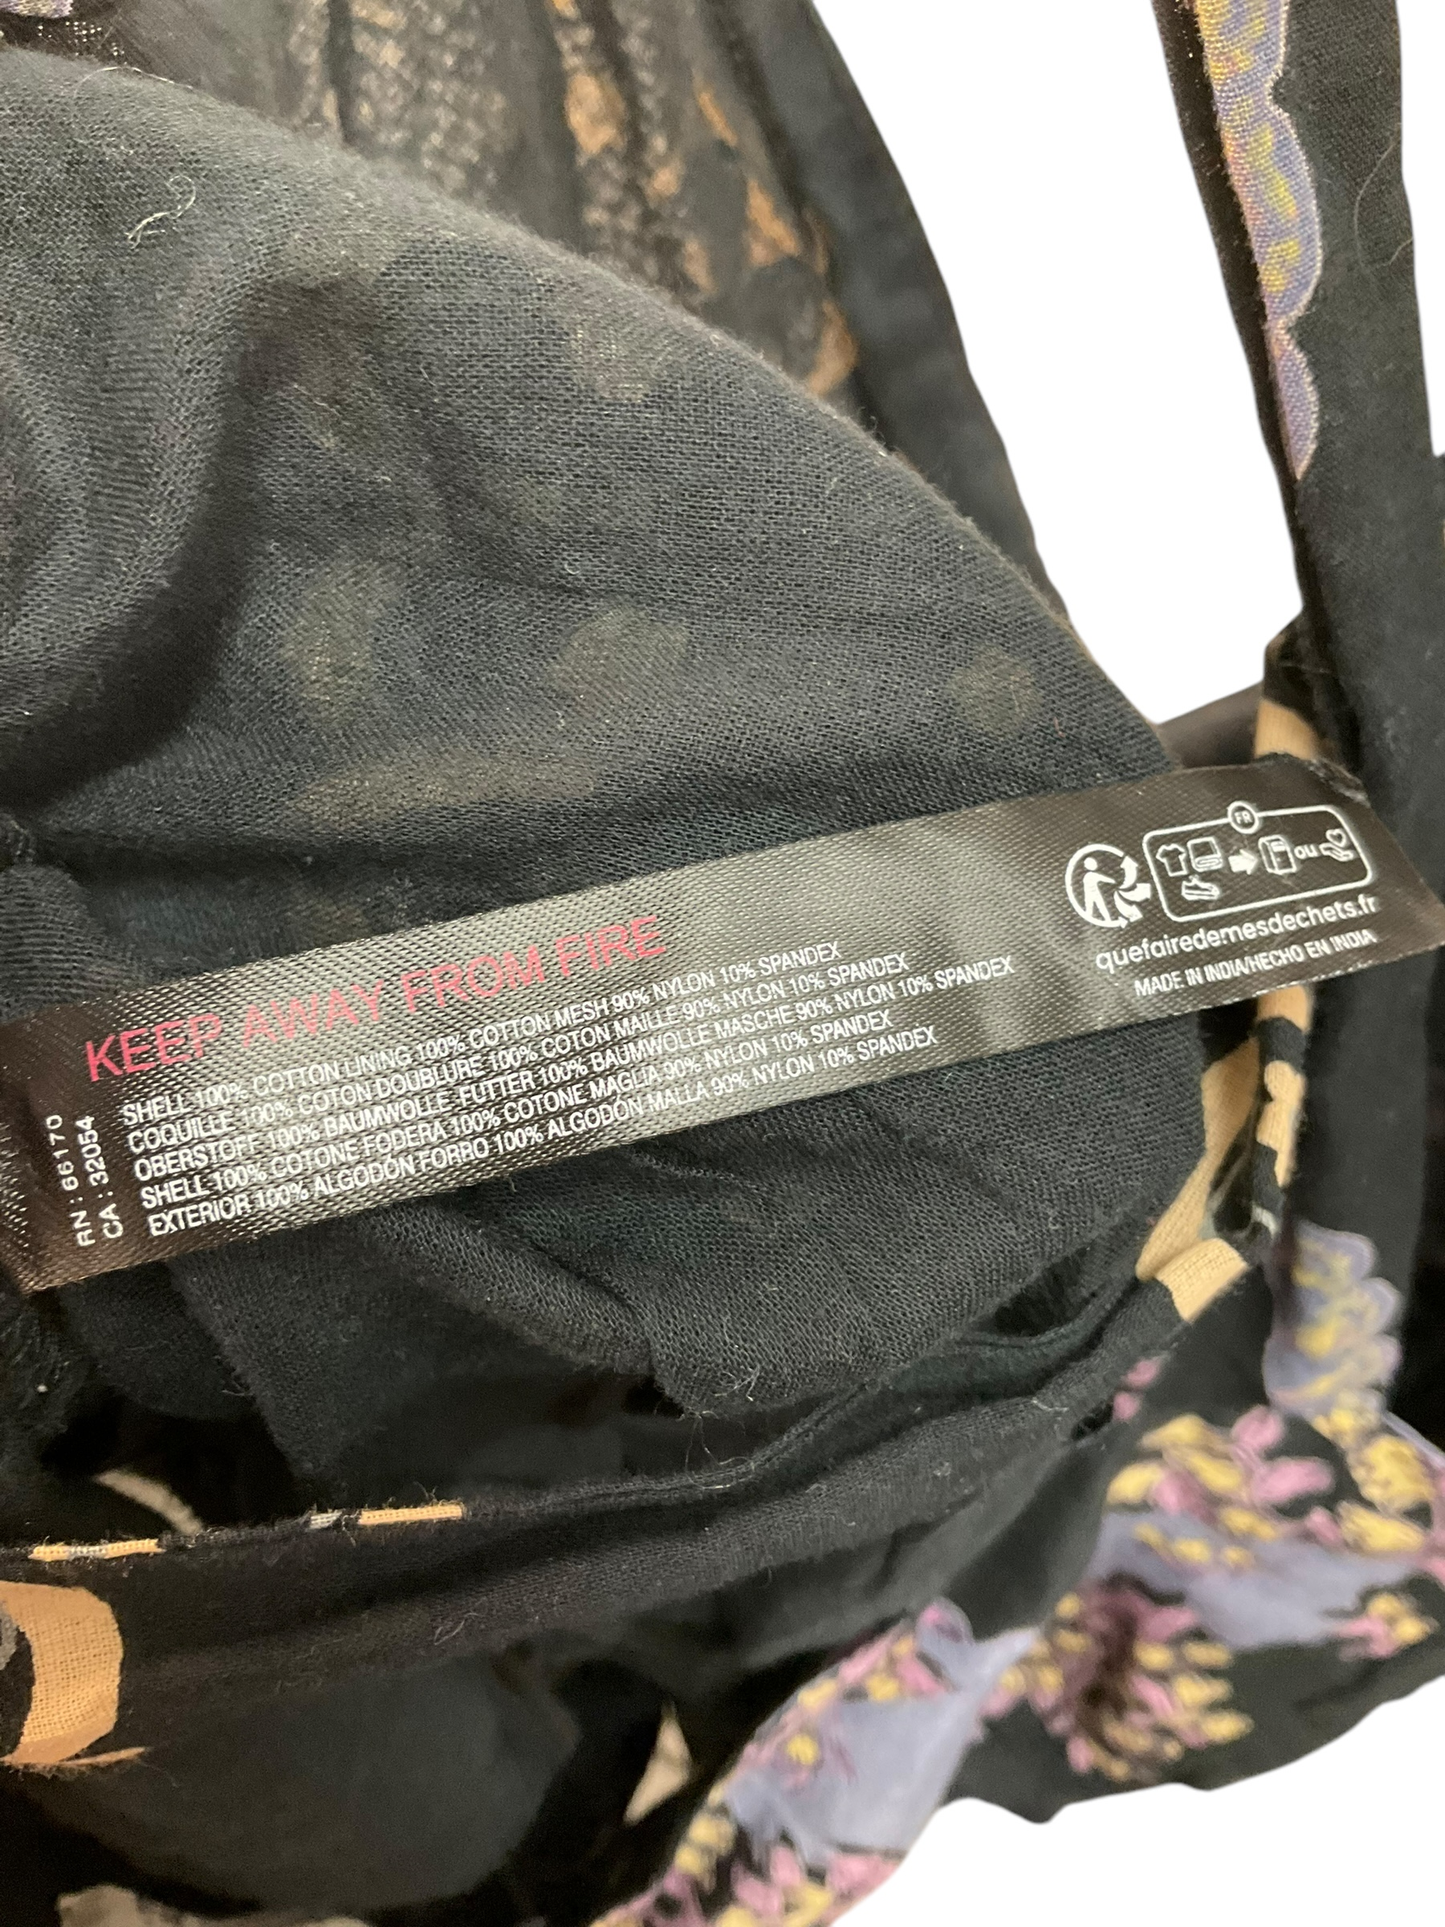 KEEP AWAY FROM FIRE
SHELL 100% COTTON LINING 100% COTTON MESH 90% NYLON 10% SPANDEX
COQUILLE 100% COTON DOUBLURE 100% COTON MAILLE 90% NYLON 10% SPANDEX
OBERSTOFF 100% BAUMWOLLE FUTTER 100% BAUMWOLLE MASCHE 90% NYLON 10% SPANDEX
SHELL 100% COTONE FODERA 100% COTONE MAGLIA 90% NYLON 10% SPANDEX
EXTERIOR 100% ALGODÓN FORRO 100% ALGODÓN MALLA 90% NYLON 10% SPANDEX
RN : 66170
CA : 32054
FR
ou
quefairedemesdechets.fr
MADE IN INDIA/HECHO EN INDIA